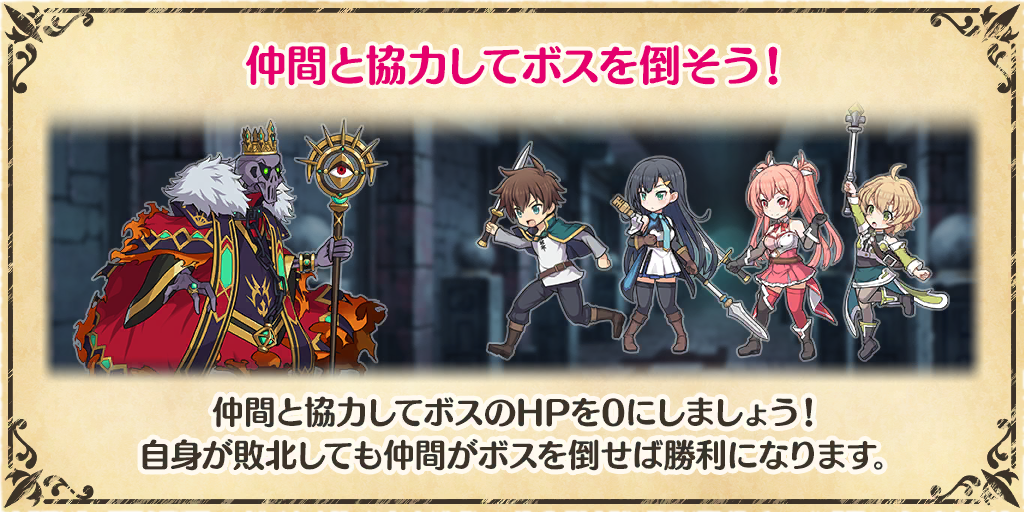 仲間と協力してボスを倒そう！
仲間と協力してボスのHPを0にしましょう！
自身が敗北しても仲間がボスを倒せば勝利になります。